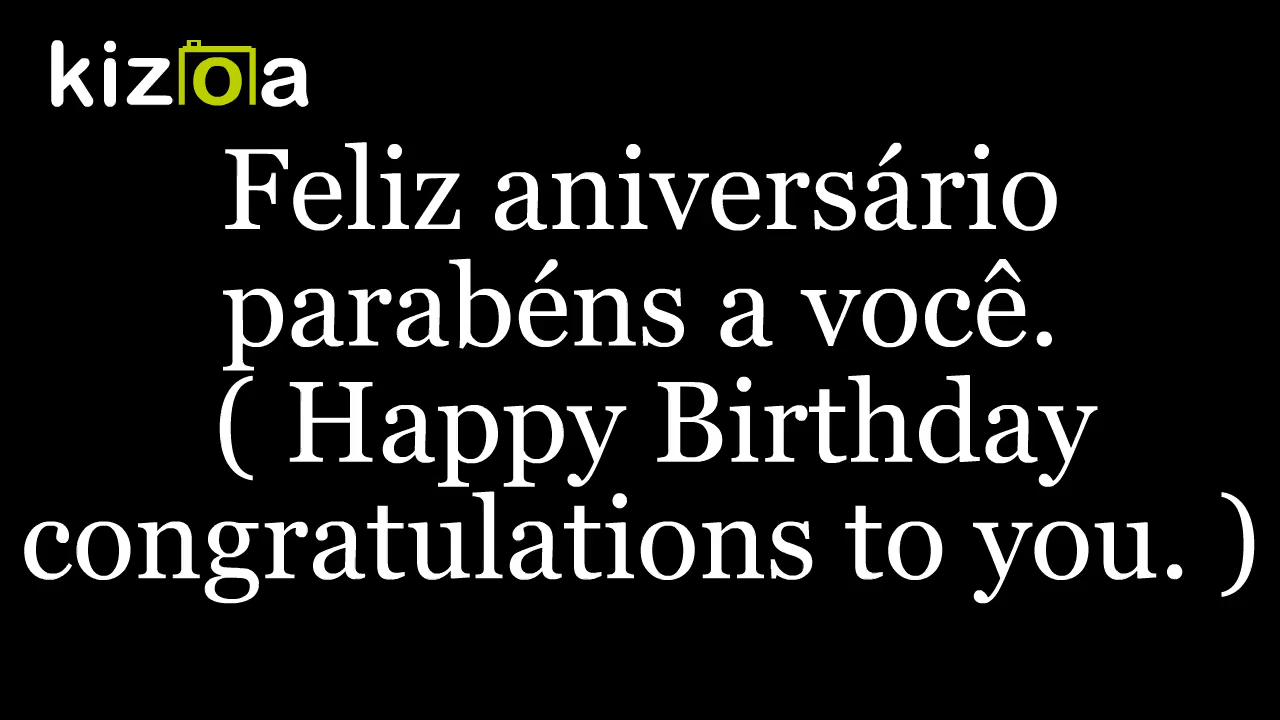 kizoa
Feliz aniversário
parabéns a você.
( Happy Birthday
congratulations to you. )